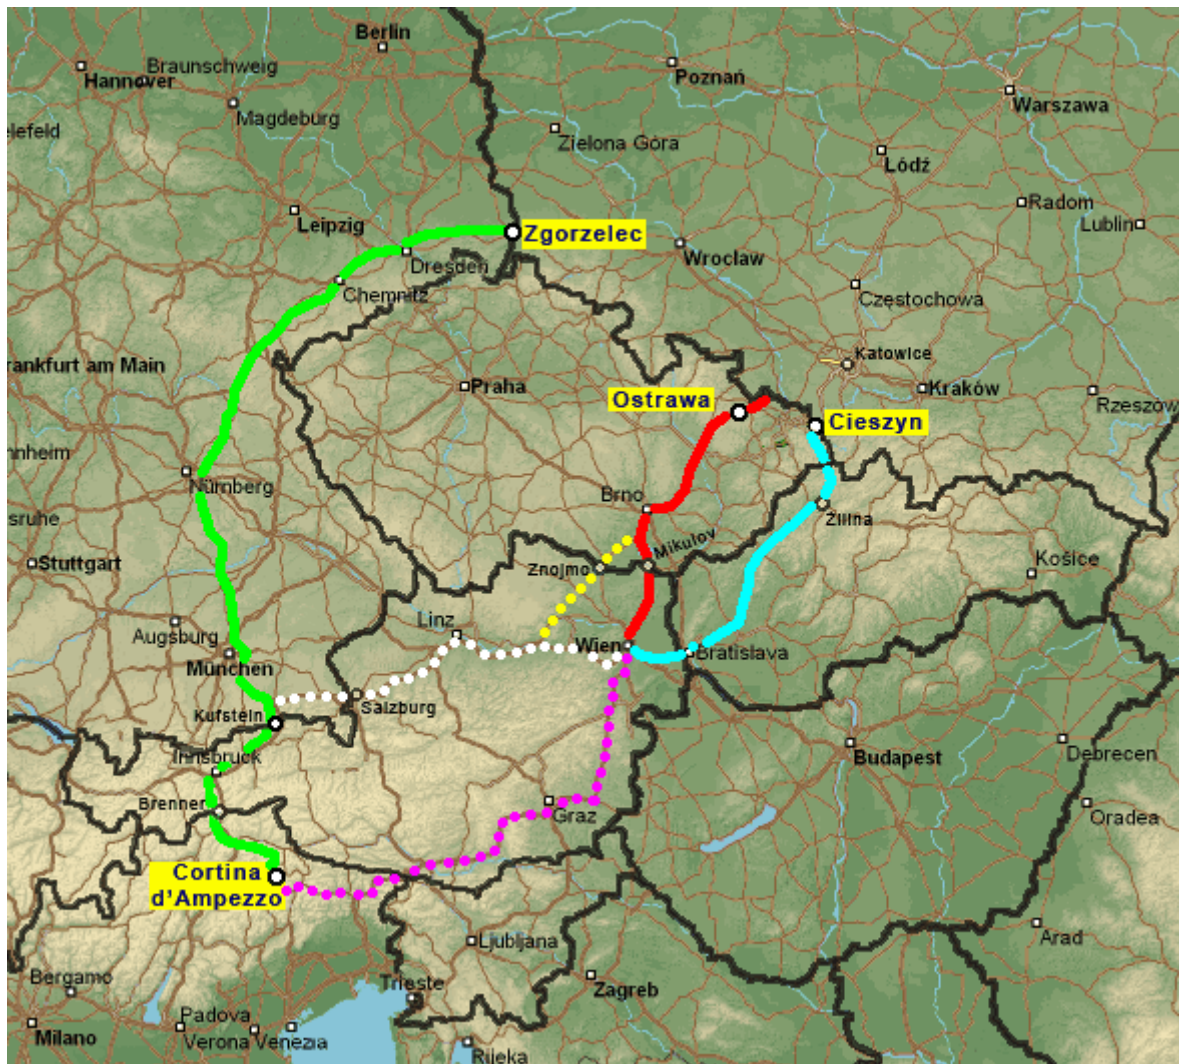 Berlin
Hannover
Braunschweig
Poznań
Magdeburg
Warszawa
elefeld
Zielona Góra
Łódź
Leipzig
Radom
Lublin
Zgorzelec
Dresden
Wrocław
Chemnitz
Częstochowa
rankfurt am Main
Katowice
Praha
Kraków
Ostrawa
Rzeszów
Cieszyn
nnheim
Nürnberg
Brno
Žilina
sruhe
Mikulov
Stuttgart
Znojmo
Košice
Augsburg
Linz
Wien
Bratislava
München
Salzburg
Kufstein
Budapest
Debrecen
Innsbruck
Brenner
Graz
Oradea
Cortina
d'Ampezzo
Ljubljana
Arad
Bergamo
Trieste
Zagreb
Padova
Milano
Verona
Venezia
Rijeka